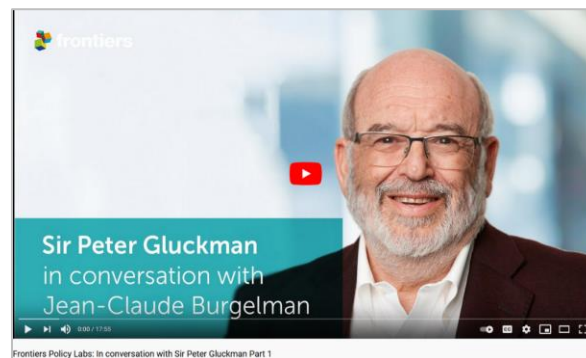 frontiers
Sir Peter Gluckman
in conversation with
Jean-Claude Burgelman
0:00 / 17:55
Frontiers Policy Labs: In conversation with Sir Peter Gluckman Part 1